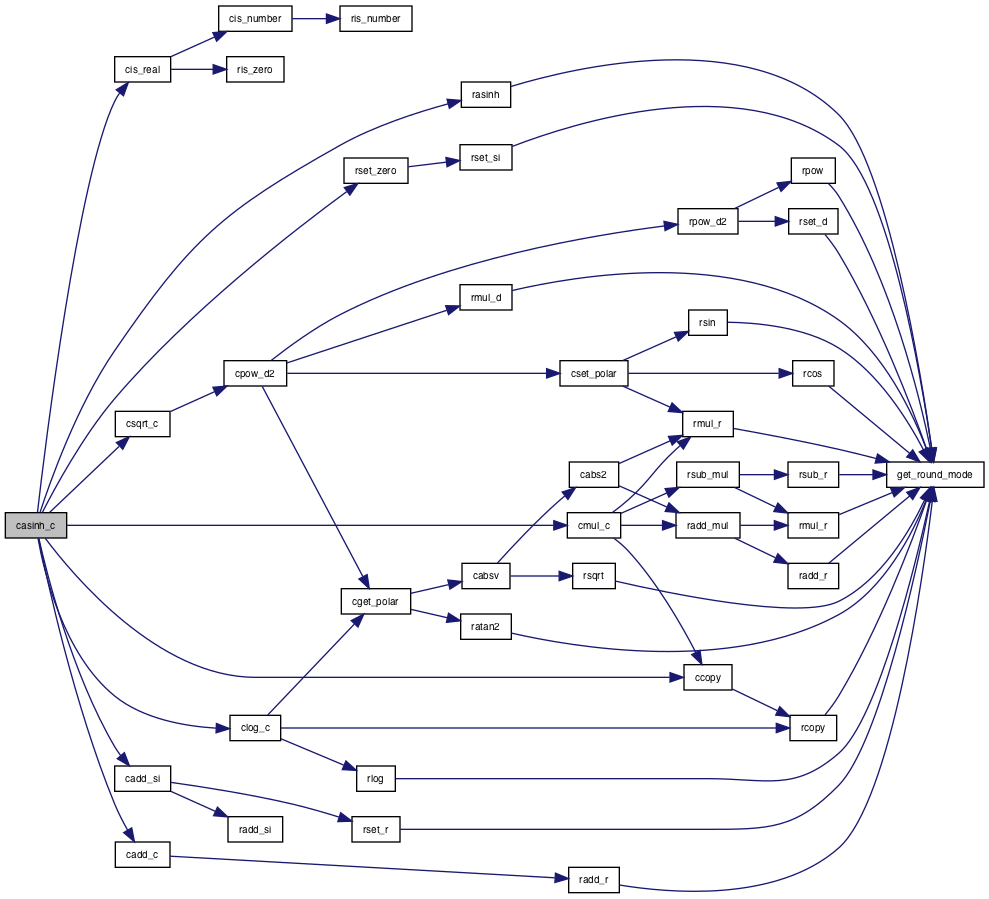 cis_number
ris_number
cis_real
ris_zero
rasinh
rset_zero
rset_si
rpow
rpow_d2
rset_d
rmul_d
rsin
cpow_d2
cset_polar
rcos
csqrt_c
rmul_r
cabs2
rsub_mul
rsub_r
get_round_mode
casinh_c
cmul_c
radd_mul
rmul_r
cabsv
rsqrt
radd_r
cget_polar
ratan2
ccopy
clog_c
rcopy
cadd_si
rlog
radd_si
rset_r
cadd_c
radd_r